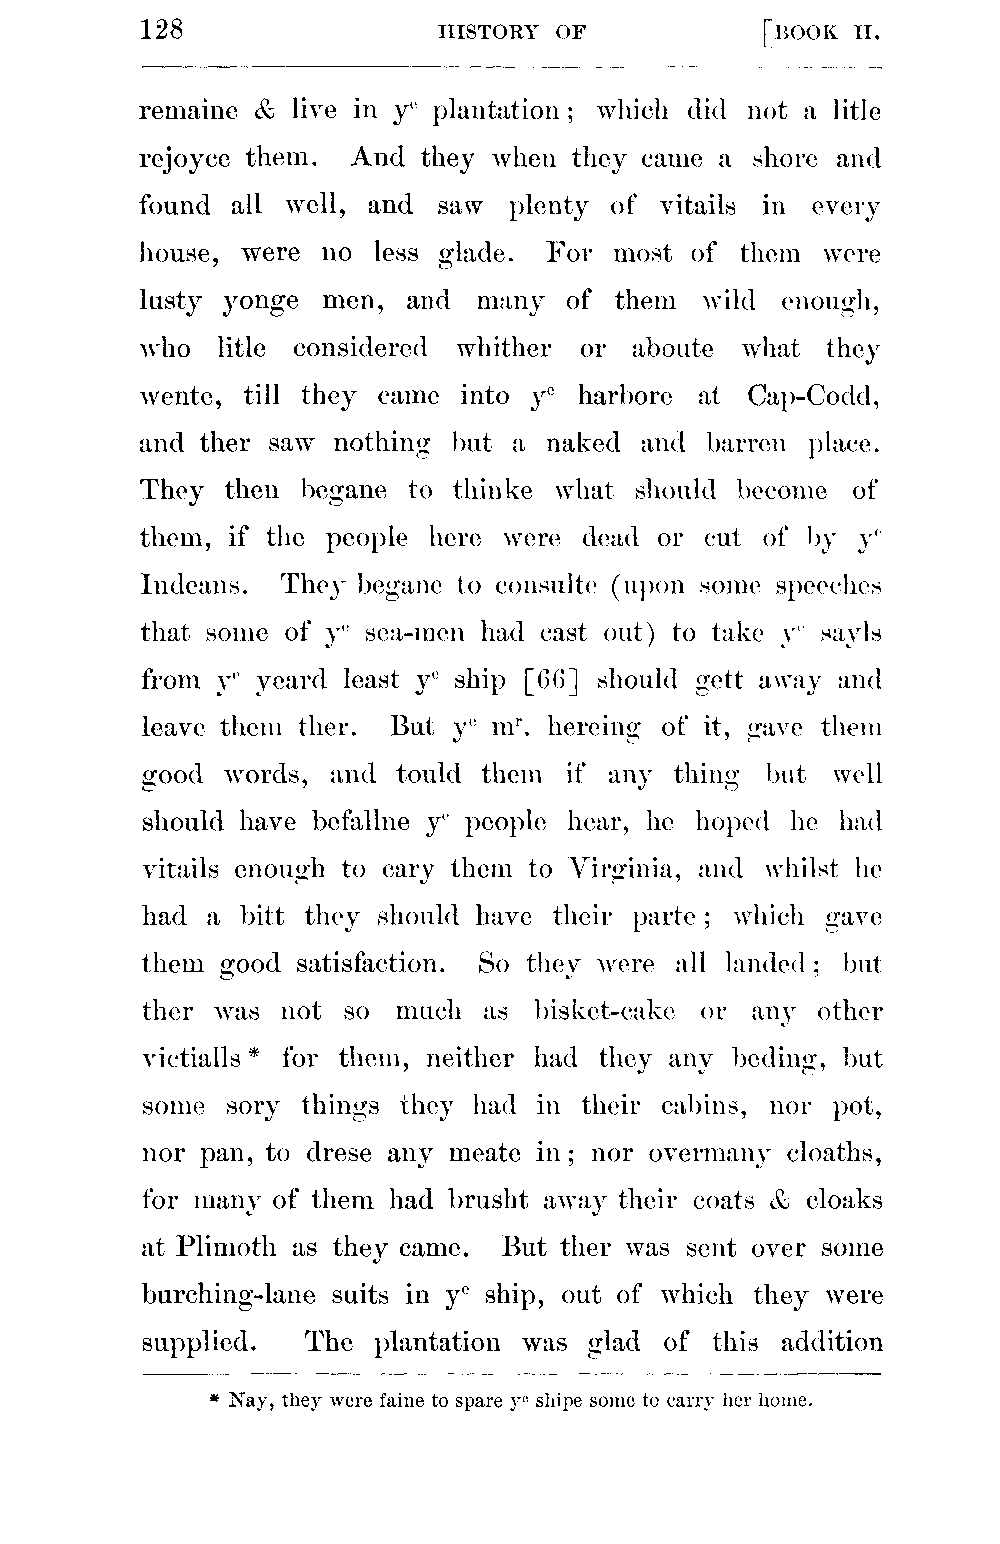 128 HISTORY OF [BOOK II.
remaine & live in yᵉ plantation; which did not a litle
rejoyce them. And they when they came a shore and
found all well, and saw plenty of vitails in every
house, were no less glade. For most of them were
lusty yonge men, and many of them wild enough,
who litle considered whither or aboute what they
wente, till they came into yᵉ harbore at Cap-Codd,
and ther saw nothing but a naked and barren place.
They then begane to thinke what should become of
them, if the people here were dead or cut of by yᵉ
Indeans. They begane to consulte (upon some speeches
that some of yᵉ sea-men had cast out) to take yᵉ sayls
from yᵉ yeard least yᵉ ship [66] should gett away and
leave them ther. But yᵉ mʳ. hereing of it, gave them
good words, and tould them if any thing but well
should have befallne yᵉ people hear, he hoped he had
vitails enough to cary them to Virginia, and whilst he
had a bitt they should have their parte; which gave
them good satisfaction. So they were all landed; but
ther was not so much as bisket-cake or any other
victialls * for them, neither had they any beding, but
some sory things they had in their cabins, nor pot,
nor pan, to drese any meate in; nor overmany cloaths,
for many of them had brusht away their coats & cloaks
at Plimoth as they came. But ther was sent over some
burching-lane suits in yᵉ ship, out of which they were
supplied. The plantation was glad of this addition
* Nay, they were faine to spare yᵉ shipe some to carry her home.